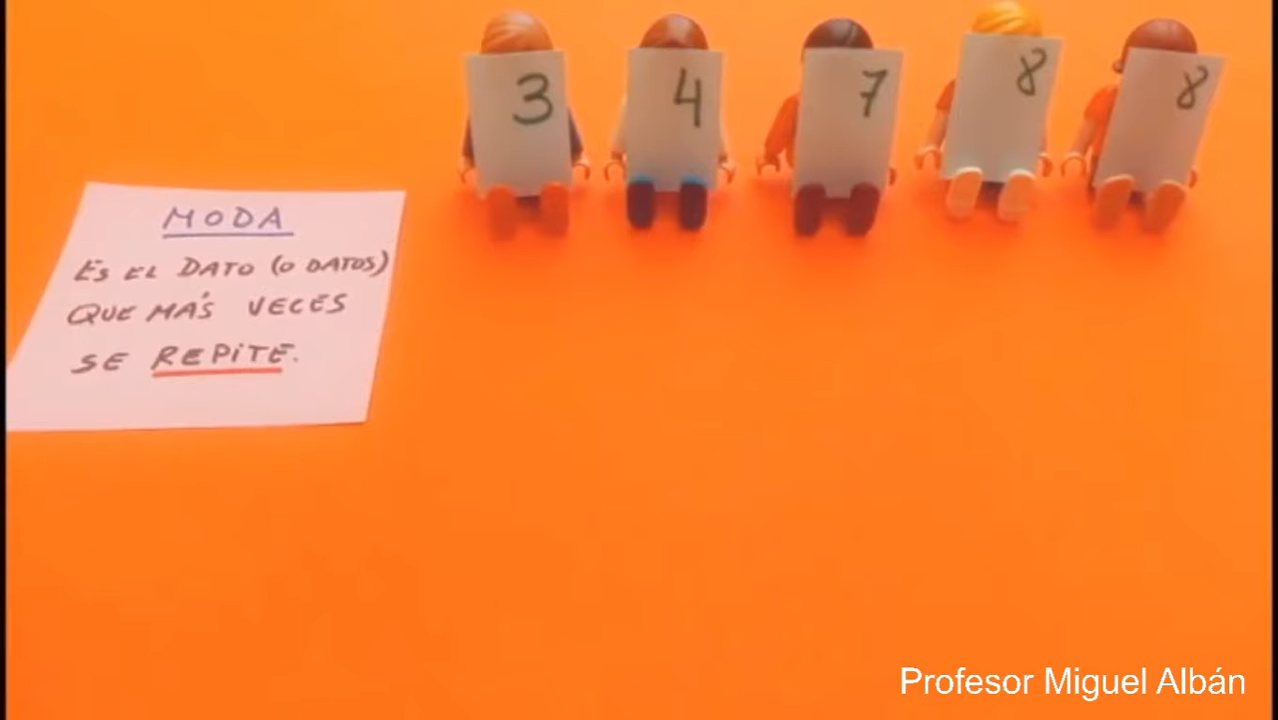 3 4 7 8 8
MODA
ES EL DATO (O DATOS)
QUE MÁS VECES
SE REPITE.
Profesor Miguel Albán